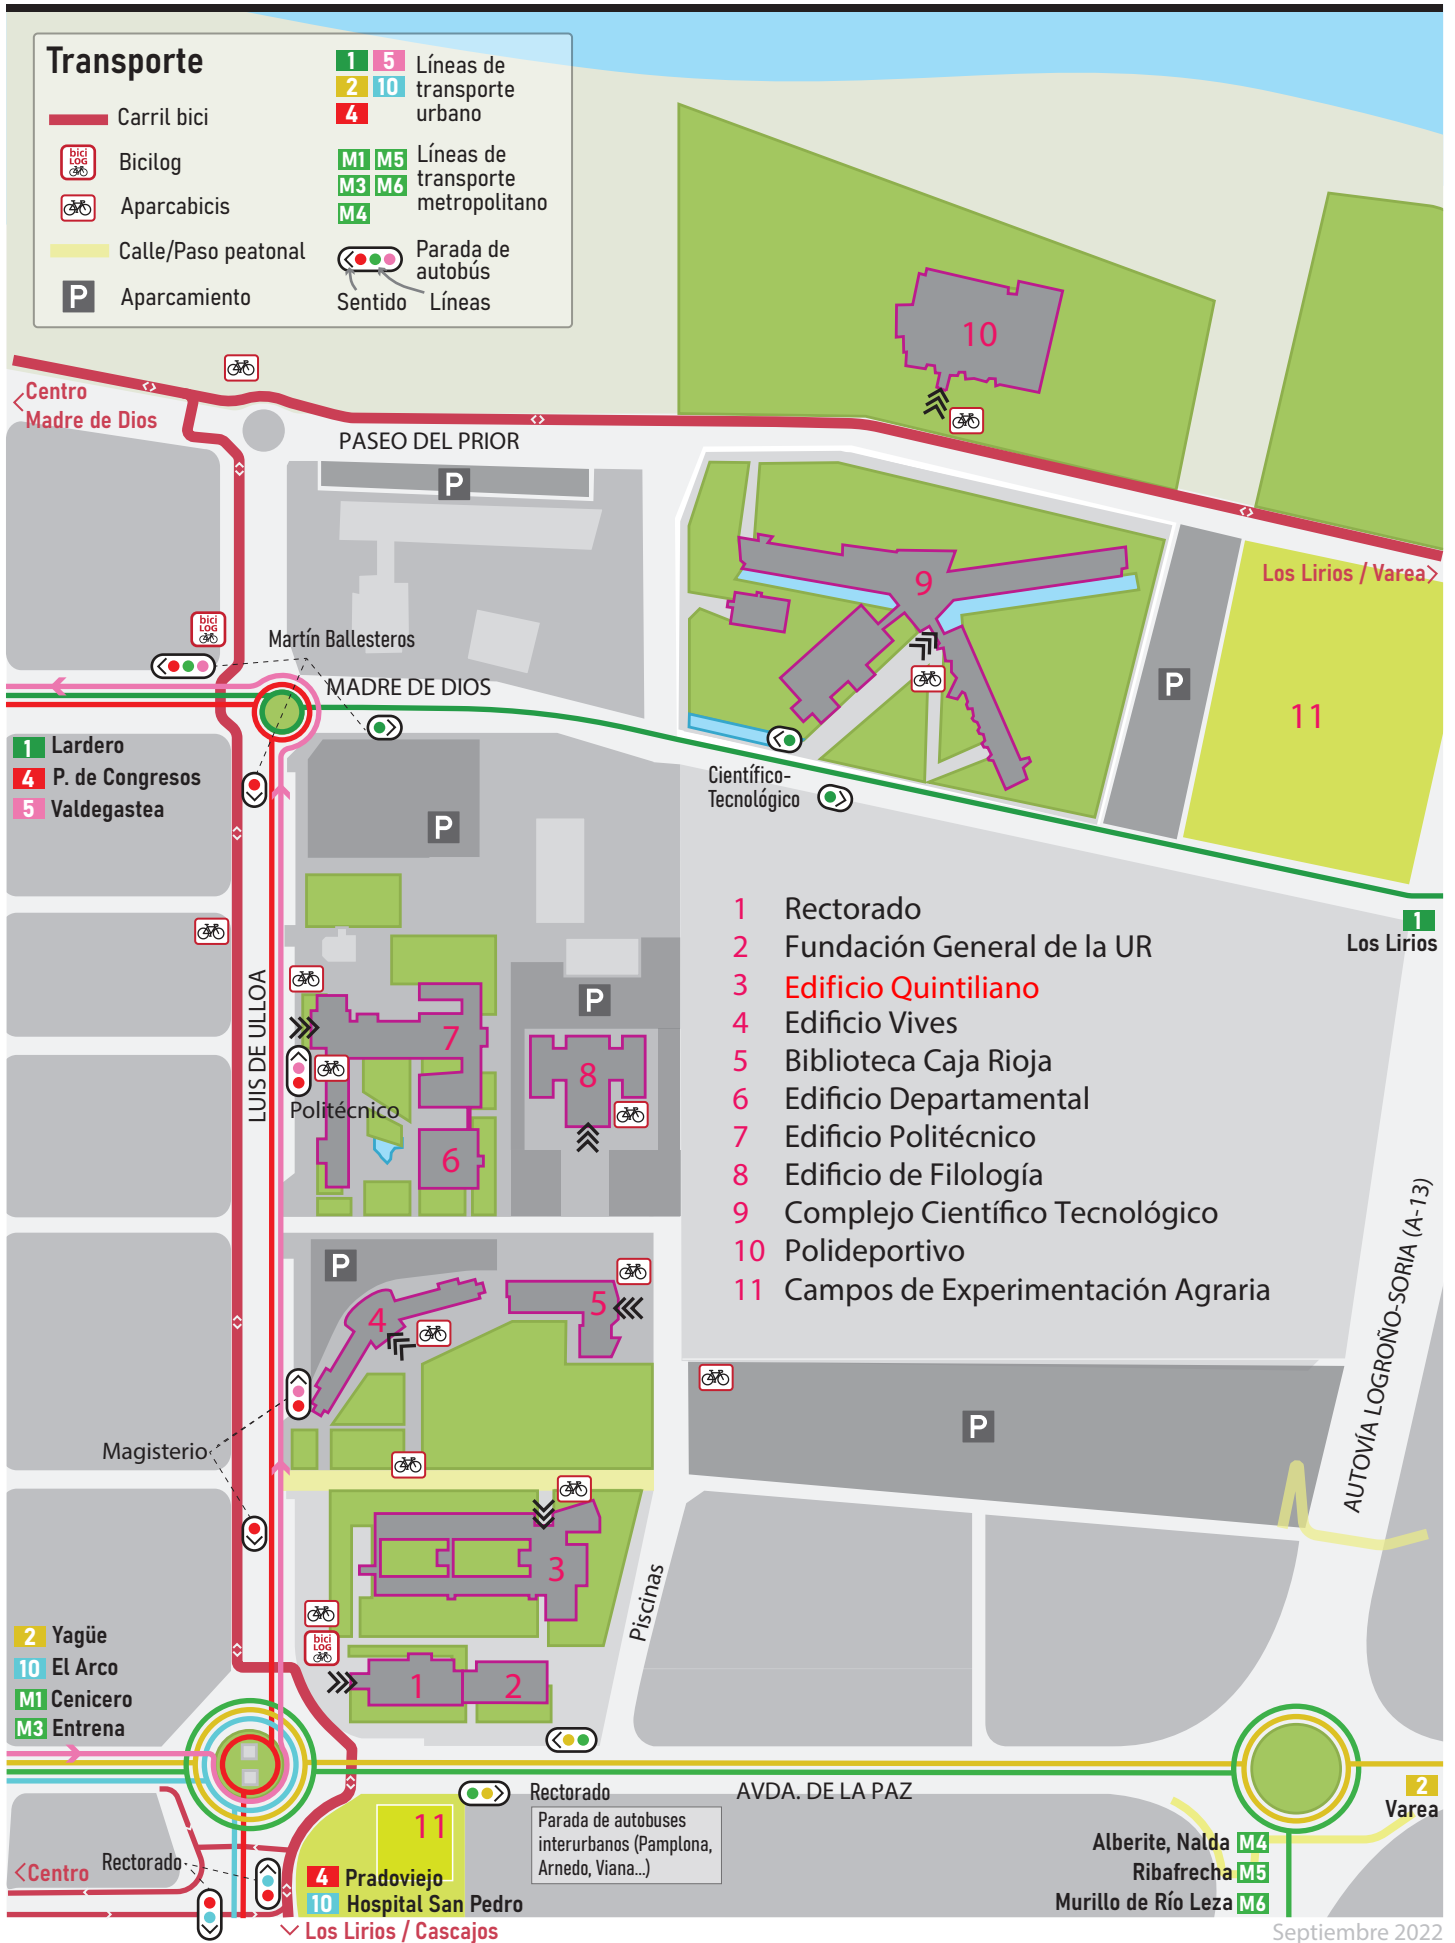 Transporte
Carril bici
bici LOG
Bicilog
Aparcabicis
Calle/Paso peatonal
P
Aparcamiento
1 5
2 10
4
Líneas de
transporte
urbano
M1 M5
M3 M6
M4
Líneas de
transporte
metropolitano
Parada de
autobús
Sentido
Líneas
Centro
Madre de Dios
PASEO DEL PRIOR
P
10
9
Los Lirios / Varea
bici LOG
Martín Ballesteros
MADRE DE DIOS
P
11
1 Lardero
4 P. de Congresos
5 Valdegastea
Científico-
Tecnológico
P
1
Los Lirios
1 Rectorado
2 Fundación General de la UR
3 Edificio Quintiliano
4 Edificio Vives
5 Biblioteca Caja Rioja
6 Edificio Departamental
7 Edificio Politécnico
8 Edificio de Filología
9 Complejo Científico Tecnológico
10 Polideportivo
11 Campos de Experimentación Agraria
LUIS DE ULLOA
P
7
8
Politécnico
6
AUTOVÍA LOGROÑO-SORIA (A-13)
P
4
5
P
Magisterio
3
Piscinas
bici LOG
1
2
2 Yagüe
10 El Arco
M1 Cenicero
M3 Entrena
AVDA. DE LA PAZ
Rectorado
Parada de autobuses
interurbanos (Pamplona,
Arnedo, Viana...)
2
Varea
11
Alberite, Nalda M4
Ribafrecha M5
Murillo de Río Leza M6
Rectorado
Centro
4 Pradoviejo
10 Hospital San Pedro
Los Lirios / Cascajos
Septiembre 2022